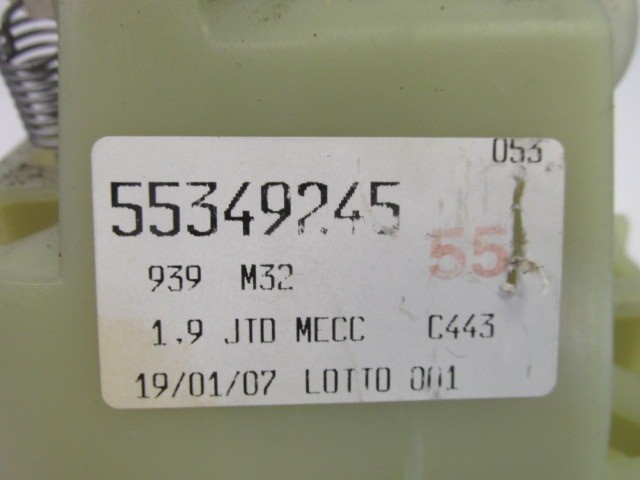 053
55349245
55
939 M32
1.9 JTD MECC C443
19/01/07 LOTTO 001